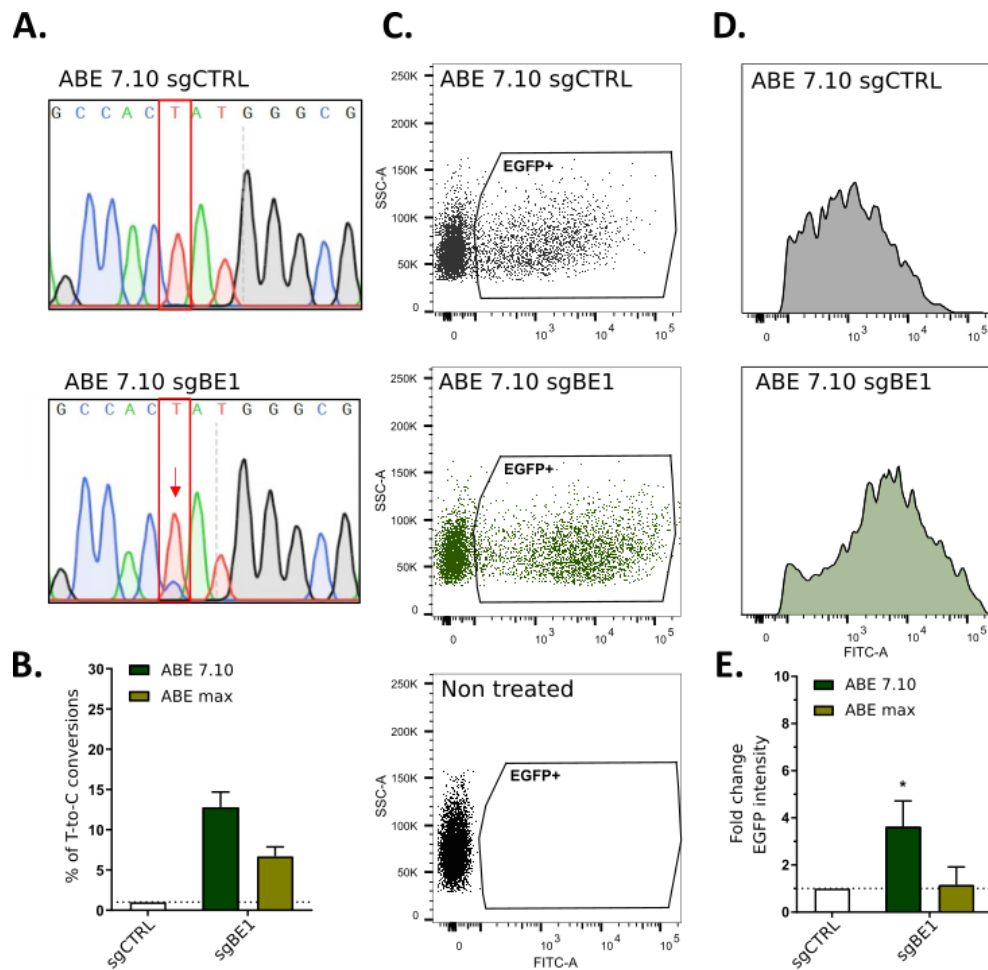 A.
ABE 7.10 sgCTRL
G C C A C T A T G G G C G
ABE 7.10 sgBE1
G C C A C T A T G G G C G
B.
30
25
20
15
10
5
0
% of T-to-C conversions
ABE 7.10
ABE max
sgCTRL
sgBE1
C.
ABE 7.10 sgCTRL
250K
200K
150K
100K
50K
0
SSC-A
EGFP+
0 10^3 10^4 10^5
ABE 7.10 sgBE1
250K
200K
150K
100K
50K
0
SSC-A
EGFP+
0 10^3 10^4 10^5
Non treated
250K
200K
150K
100K
50K
0
SSC-A
EGFP+
0 10^3 10^4 10^5
FITC-A
D.
ABE 7.10 sgCTRL
0 10^3 10^4 10^5
ABE 7.10 sgBE1
0 10^3 10^4 10^5
FITC-A
E.
10
8
6
4
2
0
Fold change
EGFP intensity
ABE 7.10
ABE max
*
sgCTRL
sgBE1